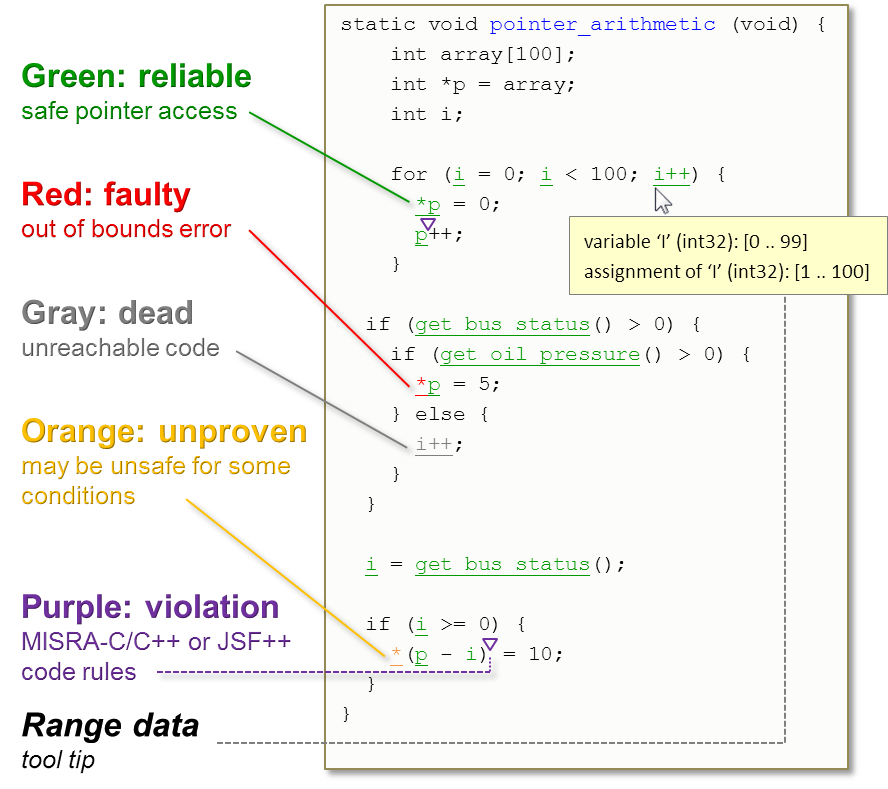 static void pointer_arithmetic (void) {
int array[100];
int *p = array;
int i;
for (i = 0; i < 100; i++) {
*p = 0;
p++;
}
if (get_bus_status() > 0) {
if (get_oil_pressure() > 0) {
*p = 5;
} else {
i++;
}
}
i = get_bus_status();
if (i >= 0) {
*(p - i) = 10;
}
}
Green: reliable
safe pointer access
Red: faulty
out of bounds error
Gray: dead
unreachable code
Orange: unproven
may be unsafe for some
conditions
Purple: violation
MISRA-C/C++ or JSF++
code rules
Range data
tool tip
variable ‘I’ (int32): [0 .. 99]
assignment of ‘I’ (int32): [1 .. 100]